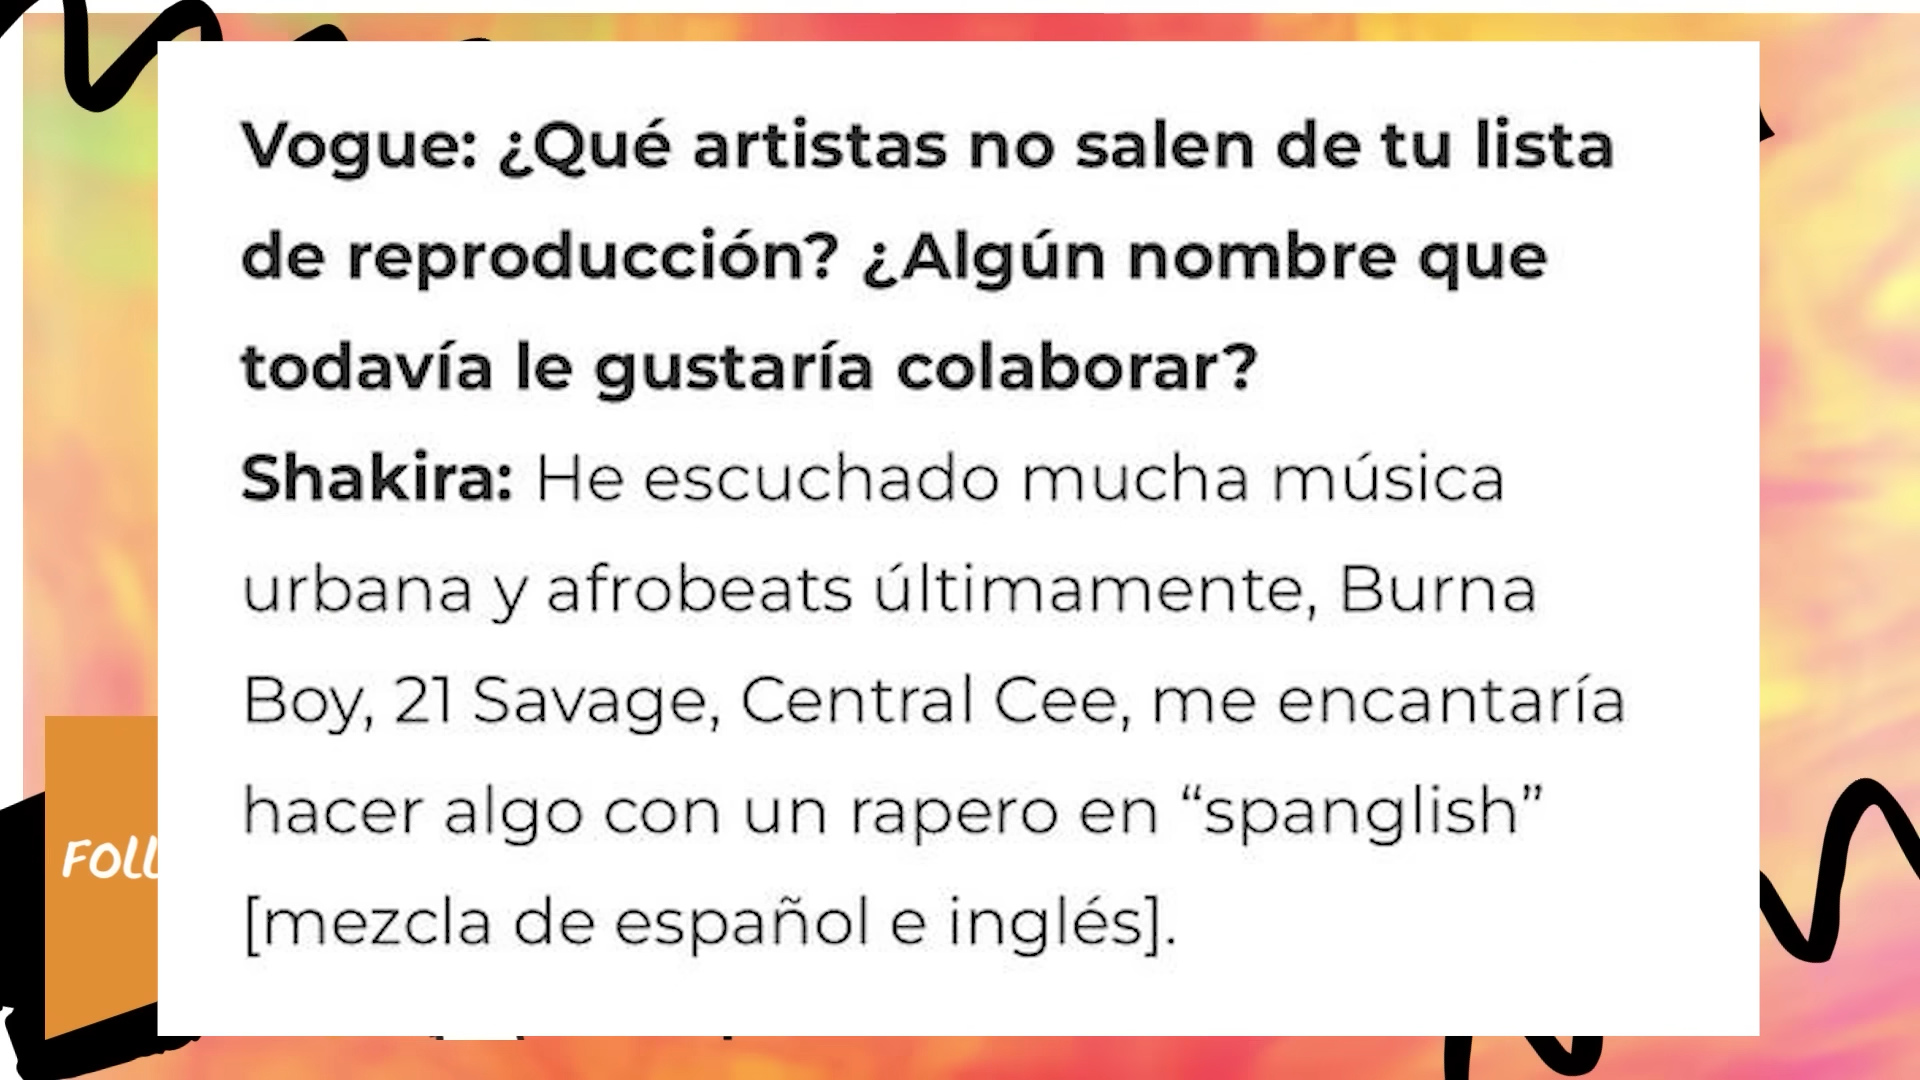 Vogue: ¿Qué artistas no salen de tu lista
de reproducción? ¿Algún nombre que
todavía le gustaría colaborar?
Shakira: He escuchado mucha música
urbana y afrobeats últimamente, Burna
Boy, 21 Savage, Central Cee, me encantaría
hacer algo con un rapero en “spanglish”
[mezcla de español e inglés].
FOLL